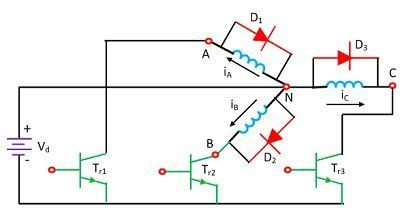 D1
A
iA
D3
C
N
iB
iC
B
D2
+
Vd
-
Tr1
Tr2
Tr3